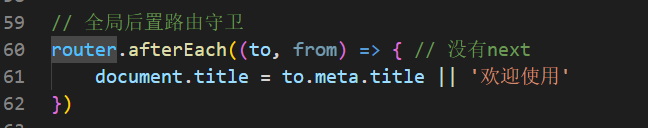 59 // 全局后置路由守卫
60 router.afterEach((to, from) => { // 没有next
61 document.title = to.meta.title || '欢迎使用'
62 })